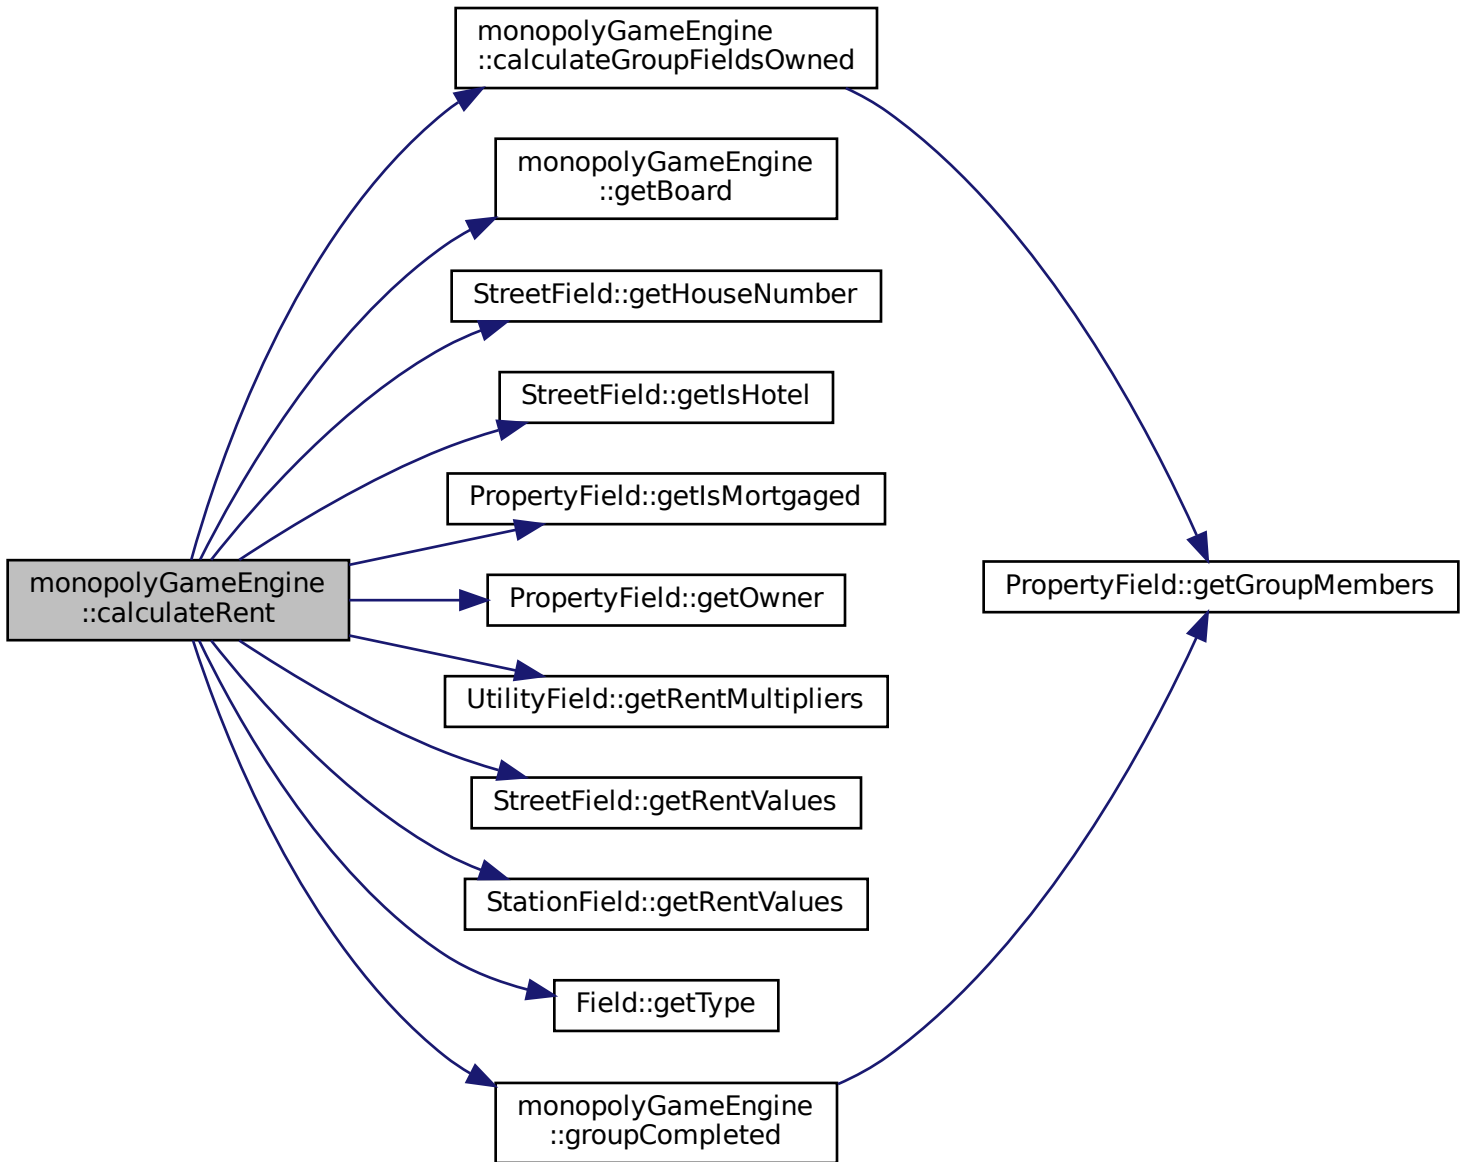 monopolyGameEngine
::calculateGroupFieldsOwned
monopolyGameEngine
::getBoard
StreetField::getHouseNumber
StreetField::getIsHotel
PropertyField::getIsMortgaged
monopolyGameEngine
::calculateRent
PropertyField::getOwner
PropertyField::getGroupMembers
UtilityField::getRentMultipliers
StreetField::getRentValues
StationField::getRentValues
Field::getType
monopolyGameEngine
::groupCompleted